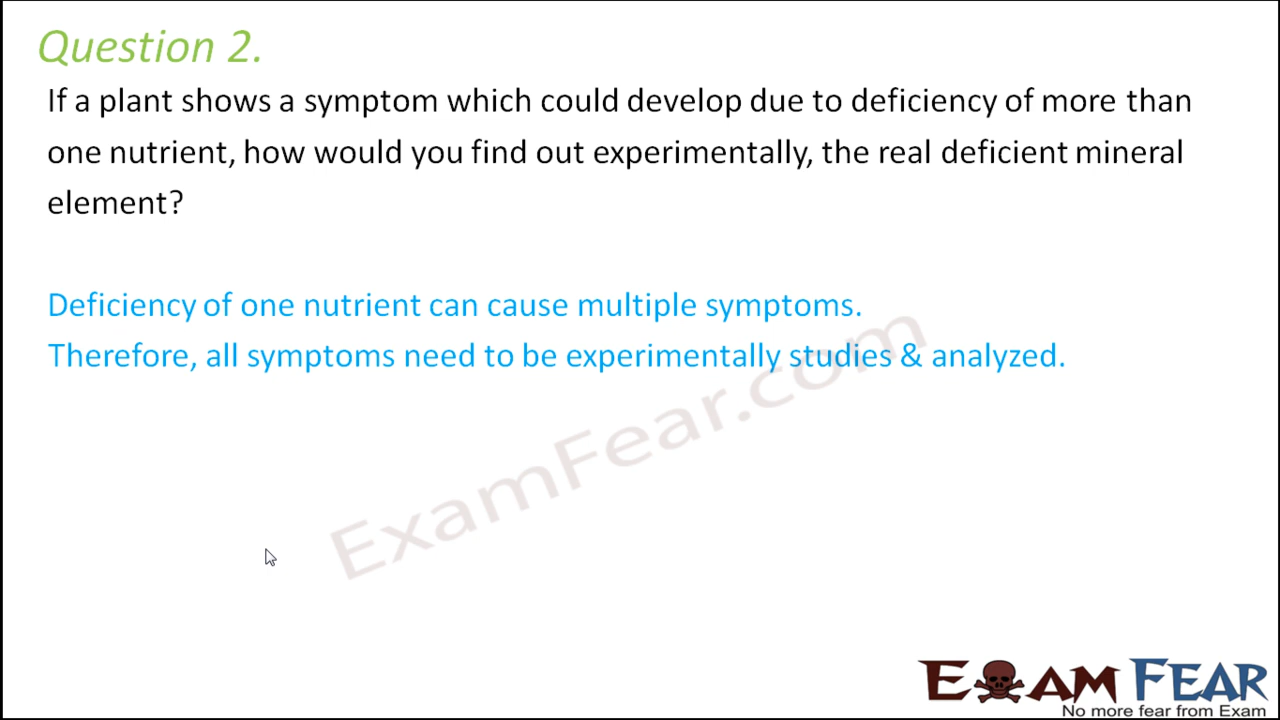 Question 2.
If a plant shows a symptom which could develop due to deficiency of more than
one nutrient, how would you find out experimentally, the real deficient mineral
element?
Deficiency of one nutrient can cause multiple symptoms.
Therefore, all symptoms need to be experimentally studies & analyzed.
ExamFear.com
EXAM FEAR
No more fear from Exam